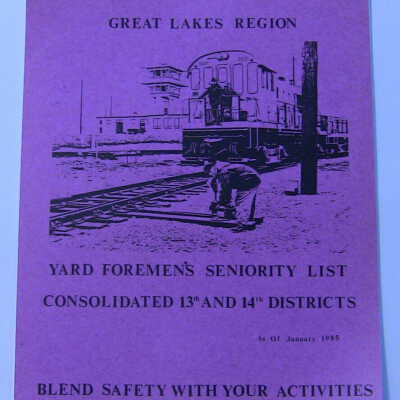 GREAT LAKES REGION
YARD FOREMEN'S SENIORITY LIST
CONSOLIDATED 13th AND 14th DISTRICTS
As Of January 1985
BLEND SAFETY WITH YOUR ACTIVITIES